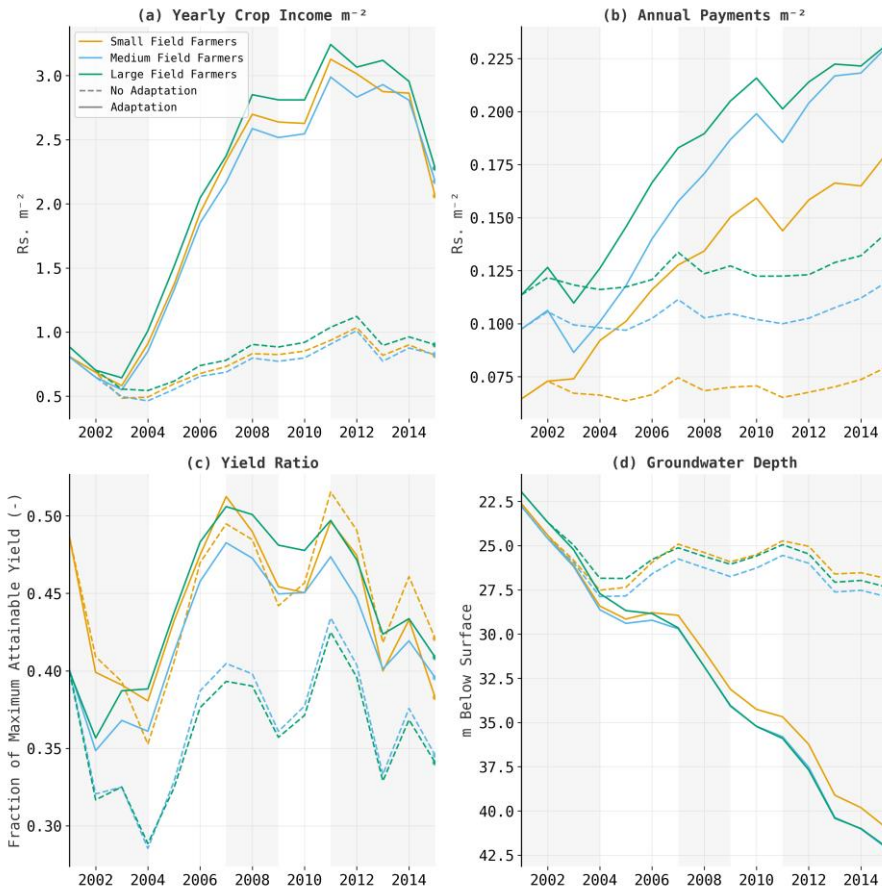 (a) Yearly Crop Income m⁻²
Rs. m⁻²
3.0
2.5
2.0
1.5
1.0
0.5
Small Field Farmers
Medium Field Farmers
Large Field Farmers
No Adaptation
Adaptation
2002 2004 2006 2008 2010 2012 2014
(b) Annual Payments m⁻²
Rs. m⁻²
0.225
0.200
0.175
0.150
0.125
0.100
0.075
2002 2004 2006 2008 2010 2012 2014
(c) Yield Ratio
Fraction of Maximum Attainable Yield (-)
0.50
0.45
0.40
0.35
0.30
2002 2004 2006 2008 2010 2012 2014
(d) Groundwater Depth
m Below Surface
22.5
25.0
27.5
30.0
32.5
35.0
37.5
40.0
42.5
2002 2004 2006 2008 2010 2012 2014